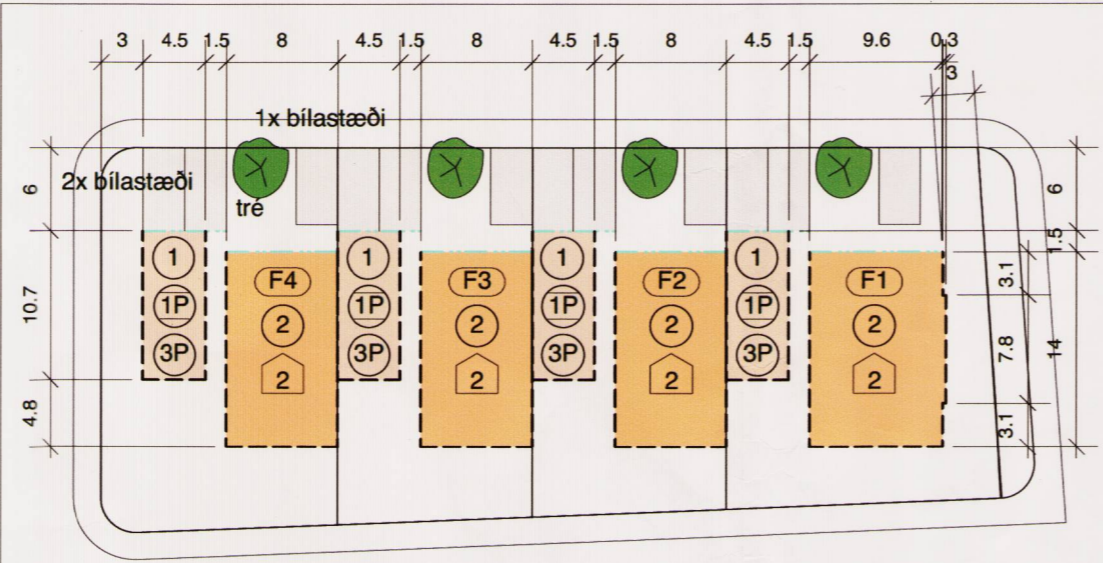 3 4.5 1.5 8 4.5 1.5 8 4.5 1.5 8 4.5 1.5 9.6 0.3
3
1x bílastæði
2x bílastæði
tré
6
10.7
4.8
6
1.5
3.1
7.8
14
3.1
1 F4 1 F3 1 F2 1 F1
1P 2 1P 2 1P 2 1P 2
3P 2 3P 2 3P 2 3P 2